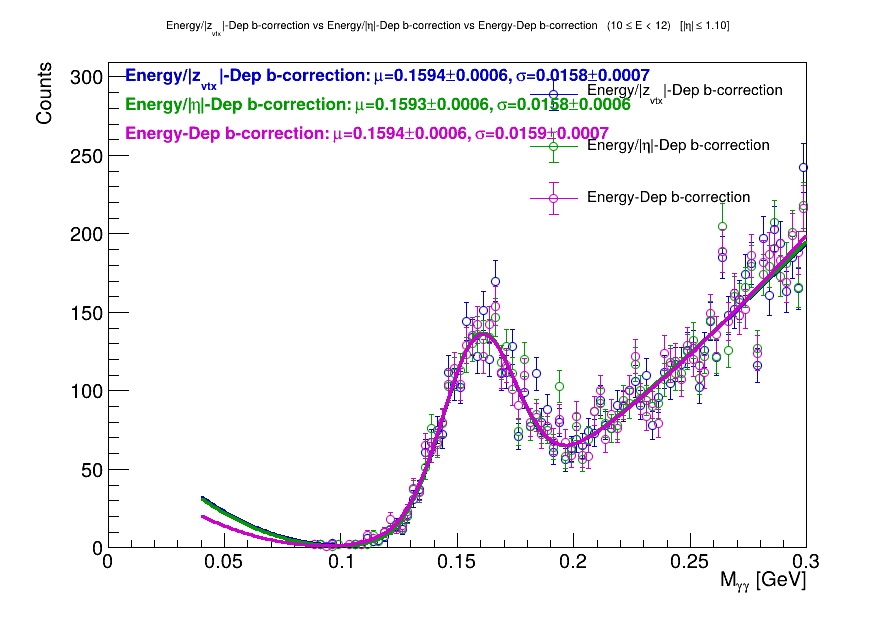 Energy/|z_vtx|-Dep b-correction vs Energy/|η|-Dep b-correction vs Energy-Dep b-correction (10 ≤ E < 12) [|η| ≤ 1.10]
Counts
Energy/|z_vtx|-Dep b-correction: μ=0.1594±0.0006, σ=0.0158±0.0007
Energy/|η|-Dep b-correction: μ=0.1593±0.0006, σ=0.0158±0.0006
Energy-Dep b-correction: μ=0.1594±0.0006, σ=0.0159±0.0007
Energy/|z_vtx|-Dep b-correction
Energy/|η|-Dep b-correction
Energy-Dep b-correction
300
250
200
150
100
50
0
0 0.05 0.1 0.15 0.2 0.25 0.3
M_γγ [GeV]